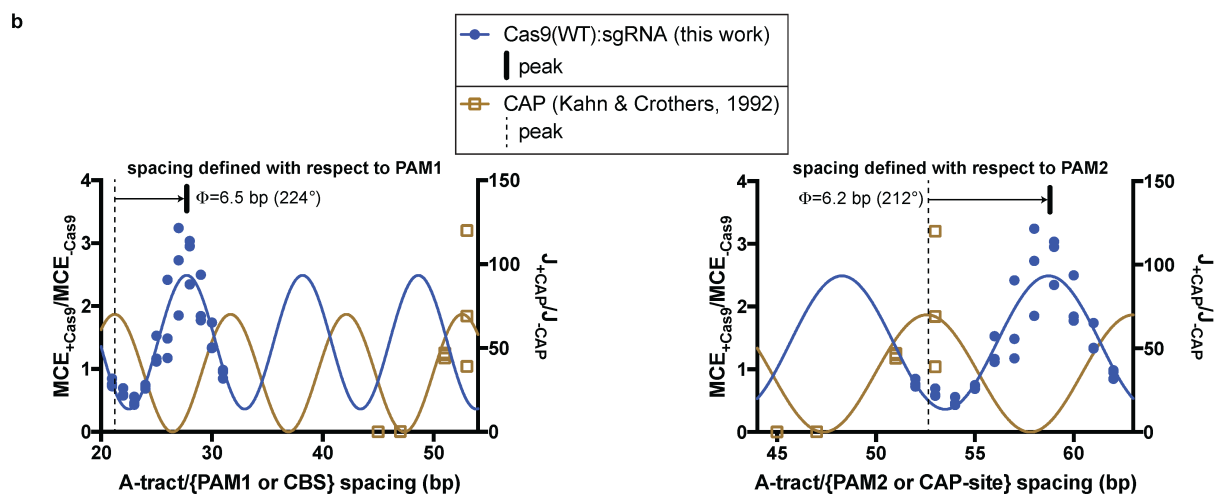 b
Cas9(WT):sgRNA (this work)
peak
CAP (Kahn & Crothers, 1992)
peak
spacing defined with respect to PAM1
Φ=6.5 bp (224°)
4
3
2
1
0
MCE+Cas9/MCE-Cas9
150
100
50
0
J+CAP/J-CAP
20
30
40
50
A-tract/{PAM1 or CBS} spacing (bp)
spacing defined with respect to PAM2
Φ=6.2 bp (212°)
4
3
2
1
0
MCE+Cas9/MCE-Cas9
150
100
50
0
J+CAP/J-CAP
45
50
55
60
A-tract/{PAM2 or CAP-site} spacing (bp)